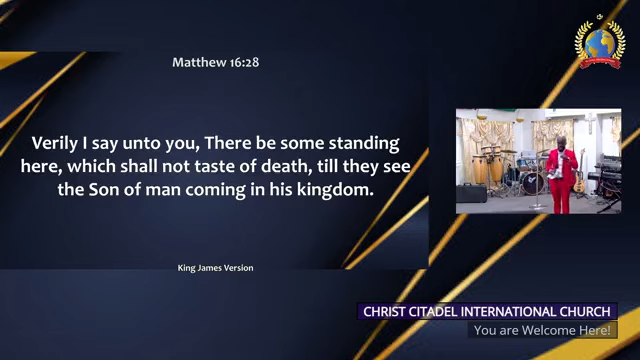 Matthew 16:28
Verily I say unto you, There be some standing
here, which shall not taste of death, till they see
the Son of man coming in his kingdom.
King James Version
CHRIST CITADEL INTERNATIONAL CHURCH
You are Welcome Here!